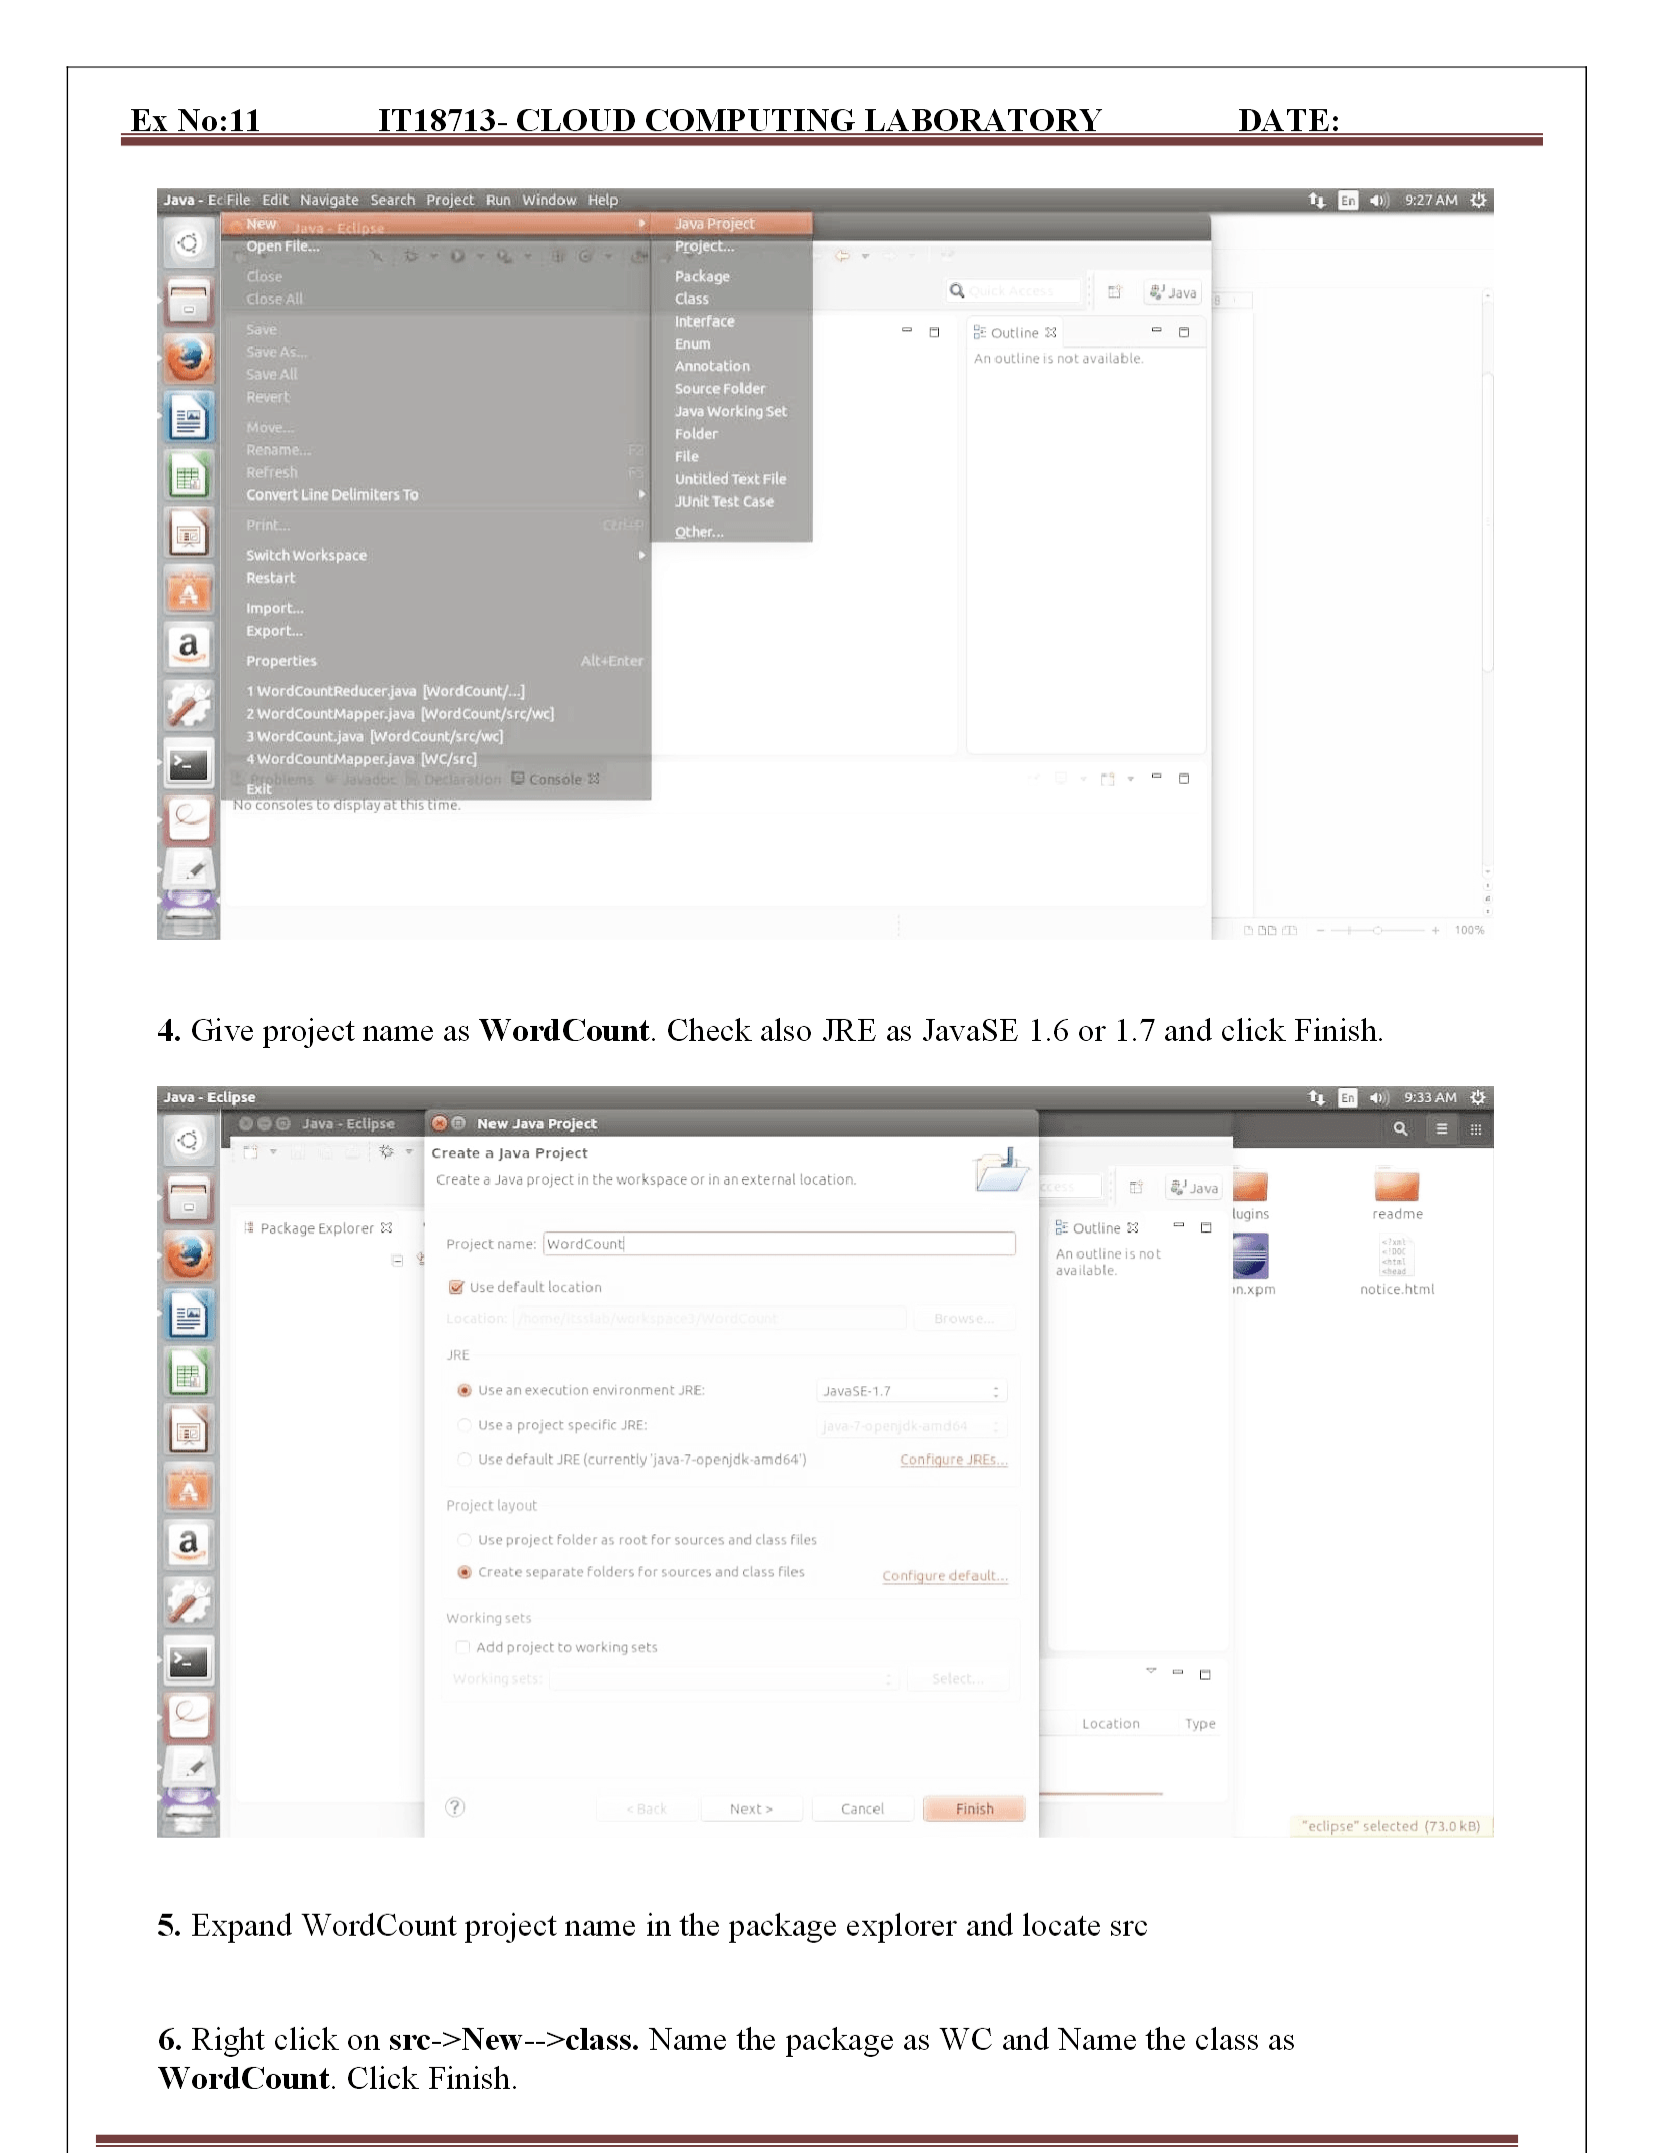 Ex No:11 IT18713- CLOUD COMPUTING LABORATORY DATE:
Java - Ec File Edit Navigate Search Project Run Window Help En 9:27 AM
New Java - Eclipse
Open File...
Close
Close All
Save
Save As...
Save All
Revert
Move...
Rename... F2
Refresh F5
Convert Line Delimiters To
Print... Ctrl+P
Switch Workspace
Restart
Import...
Export...
Properties Alt+Enter
1 WordCountReducer.java [WordCount/...]
2 WordCountMapper.java [WordCount/src/wc]
3 WordCount.java [WordCount/src/wc]
4 WordCountMapper.java [WC/src]
Exit
Java Project
Project...
Package
Class
Interface
Enum
Annotation
Source Folder
Java Working Set
Folder
File
Untitled Text File
JUnit Test Case
Other...
Quick Access Java
8
Outline
An outline is not available.
Problems Javadoc Declaration Console
No consoles to display at this time.
100%
4. Give project name as WordCount. Check also JRE as JavaSE 1.6 or 1.7 and click Finish.
Java - Eclipse En 9:33 AM
Java - Eclipse
New Java Project
Create a Java Project
Create a Java project in the workspace or in an external location.
Package Explorer
Project name: WordCount
Use default location
Location: /home/itsslab/workspace3/WordCount Browse...
JRE
Use an execution environment JRE: JavaSE-1.7
Use a project specific JRE: java-7-openjdk-amd64
Use default JRE (currently 'java-7-openjdk-amd64') Configure JREs...
Project layout
Use project folder as root for sources and class files
Create separate folders for sources and class files Configure default...
Working sets
Add project to working sets
Working sets: Select...
? < Back Next > Cancel Finish
ccess Java
Outline
An outline is not
available.
Location Type
lugins readme
<?xml
<!DOC
<html
<head
n.xpm notice.html
"eclipse" selected (73.0 kB)
5. Expand WordCount project name in the package explorer and locate src
6. Right click on src->New-->class. Name the package as WC and Name the class as
WordCount. Click Finish.